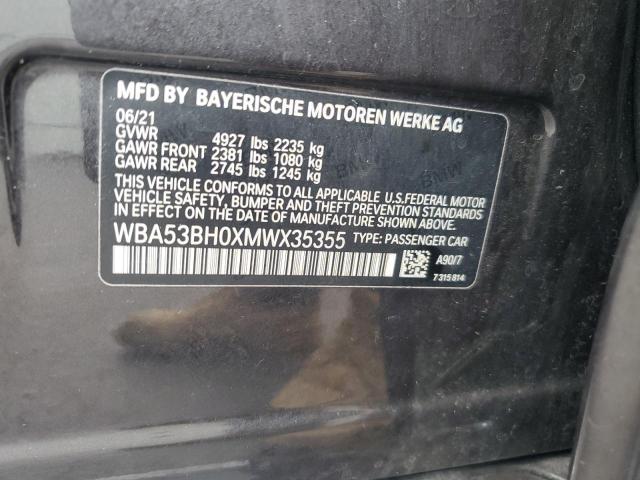 MFD BY BAYERISCHE MOTOREN WERKE AG
06/21
GVWR 4927 lbs 2235 kg
GAWR FRONT 2381 lbs 1080 kg
GAWR REAR 2745 lbs 1245 kg
THIS VEHICLE CONFORMS TO ALL APPLICABLE U.S.FEDERAL MOTOR
VEHICLE SAFETY, BUMPER AND THEFT PREVENTION STANDARDS
IN EFFECT ON THE DATE OF MANUFACTURE SHOWN ABOVE.
WBA53BH0XMWX35355 TYPE: PASSENGER CAR
A90/7
7315814